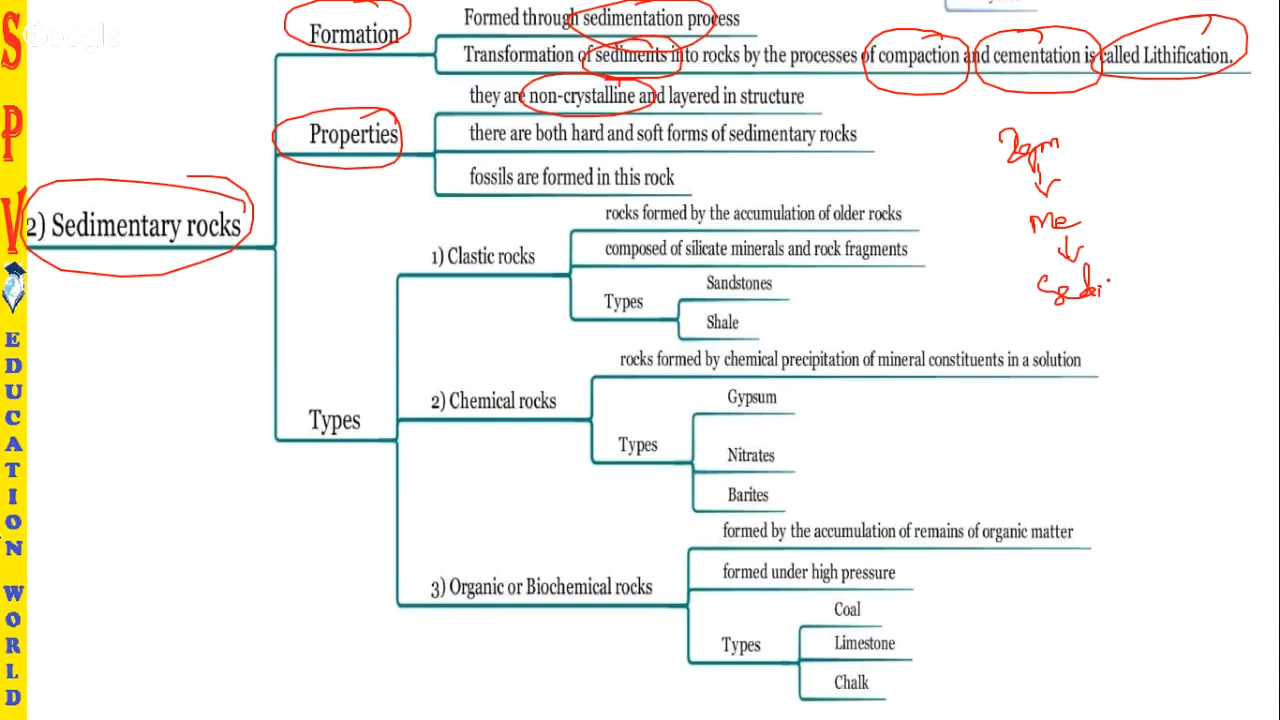 Google
S P V
EDUCATION WORLD
2) Sedimentary rocks
Formation
Formed through sedimentation process
Transformation of sediments into rocks by the processes of compaction and cementation is called Lithification.
Properties
they are non-crystalline and layered in structure
there are both hard and soft forms of sedimentary rocks
fossils are formed in this rock
Types
1) Clastic rocks
rocks formed by the accumulation of older rocks
composed of silicate minerals and rock fragments
Types
Sandstones
Shale
2) Chemical rocks
rocks formed by chemical precipitation of mineral constituents in a solution
Types
Gypsum
Nitrates
Barites
3) Organic or Biochemical rocks
formed by the accumulation of remains of organic matter
formed under high pressure
Types
Coal
Limestone
Chalk
Me